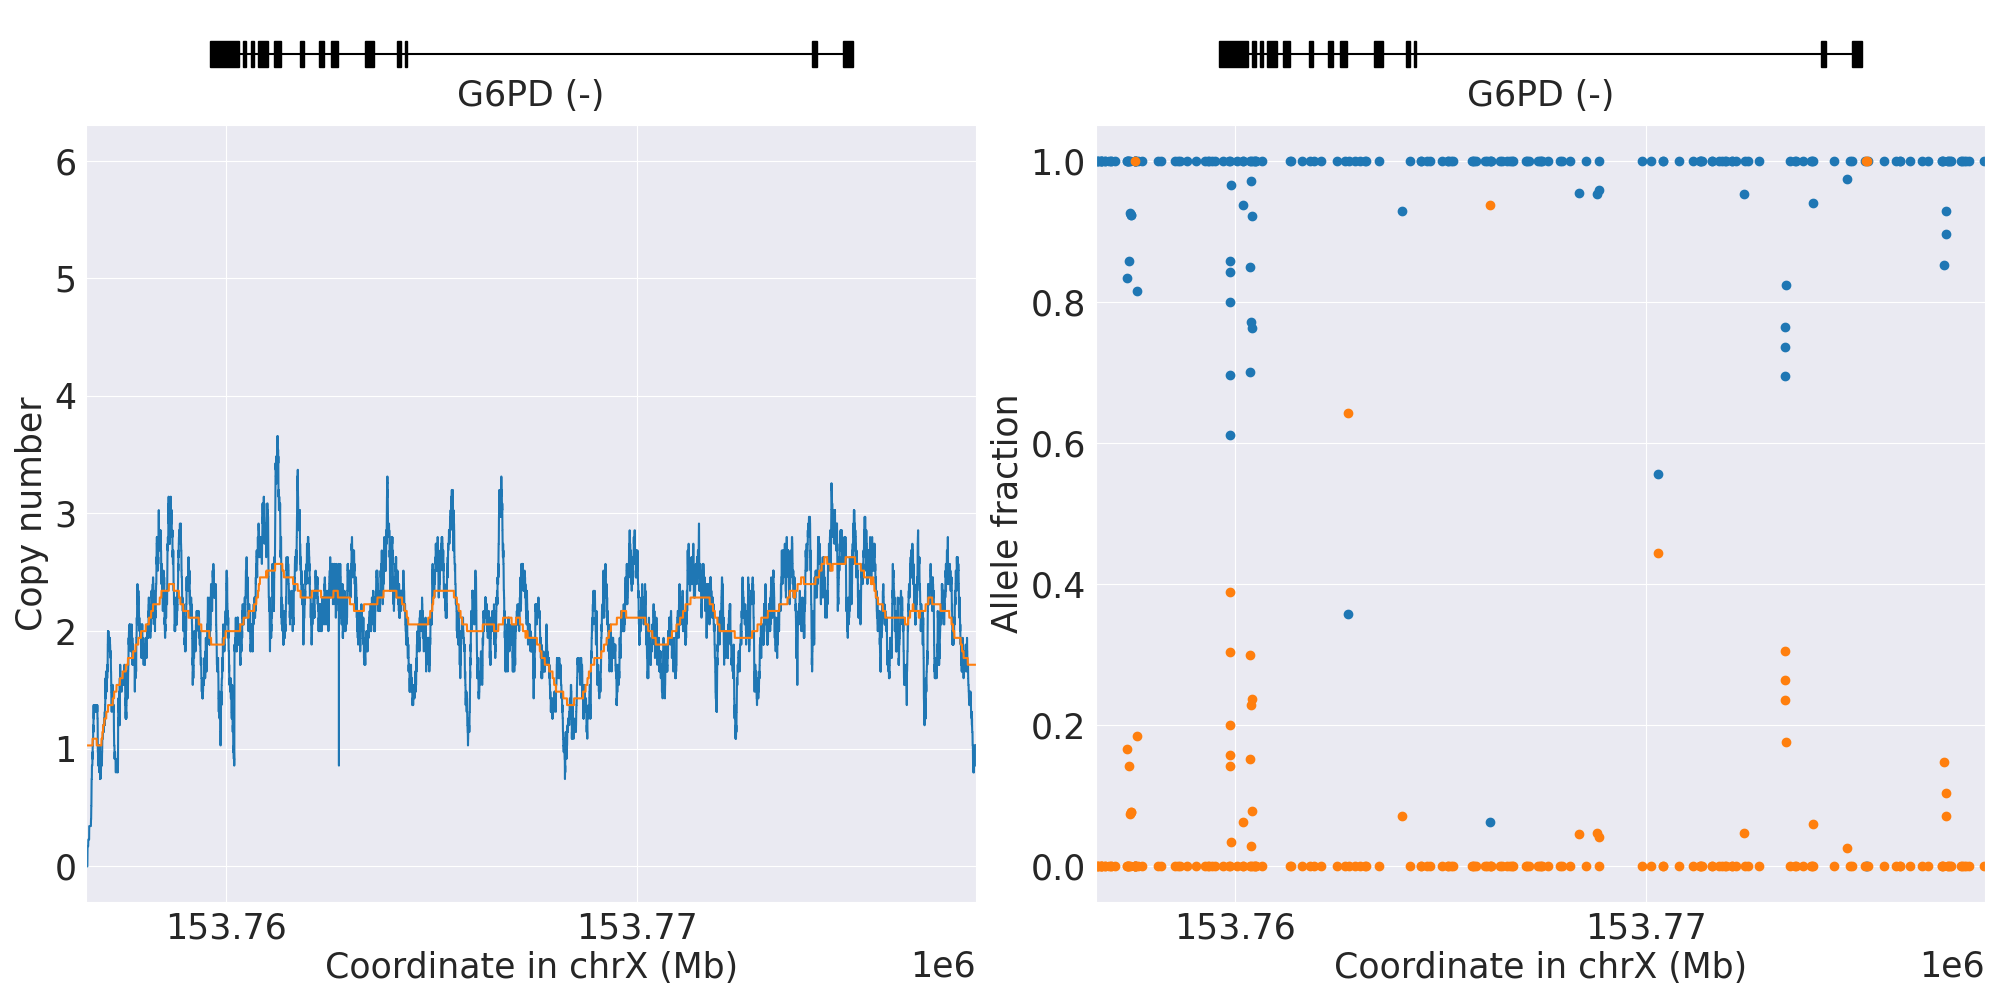 G6PD (-)
6
5
4
3
2
1
0
Copy number
153.76
153.77
Coordinate in chrX (Mb)
1e6
G6PD (-)
1.0
0.8
0.6
0.4
0.2
0.0
Allele fraction
153.76
153.77
Coordinate in chrX (Mb)
1e6